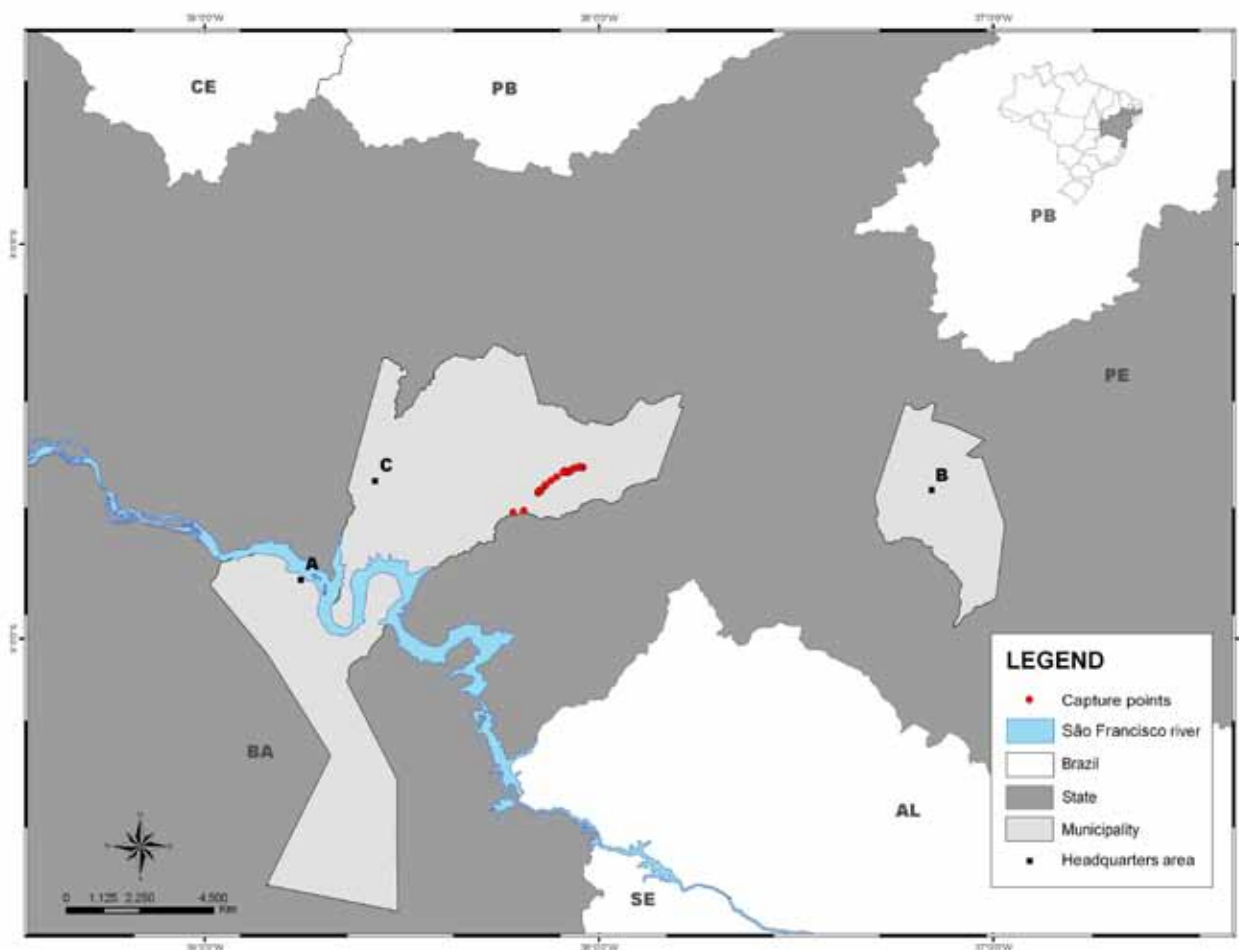 CE
PB
PB
PE
C
B
A
BA
AL
SE
LEGEND
Capture points
São Francisco river
Brazil
State
Municipality
Headquarters area
0 1.125 2.250 4.500
Km